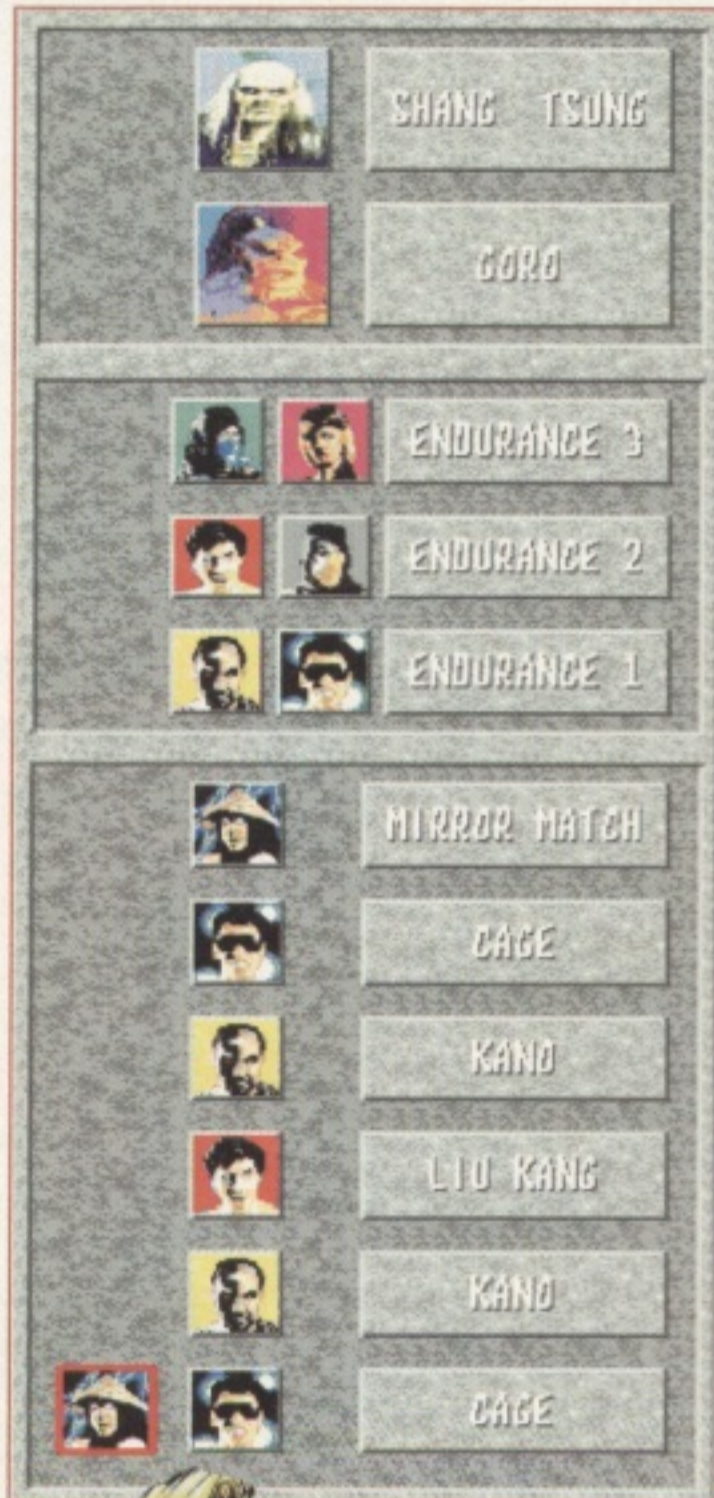 SHANG TSUNG
GORO
ENDURANCE 3
ENDURANCE 2
ENDURANCE 1
MIRROR MATCH
CAGE
KANO
LIU KANG
KANO
CAGE